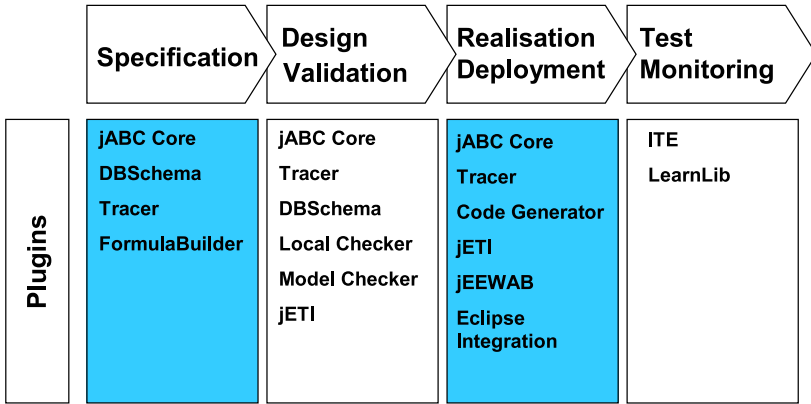 Specification
Design
Validation
Realisation
Deployment
Test
Monitoring
Plugins
jABC Core
DBSchema
Tracer
FormulaBuilder
jABC Core
Tracer
DBSchema
Local Checker
Model Checker
jETI
jABC Core
Tracer
Code Generator
jETI
jEEWAB
Eclipse
Integration
ITE
LearnLib